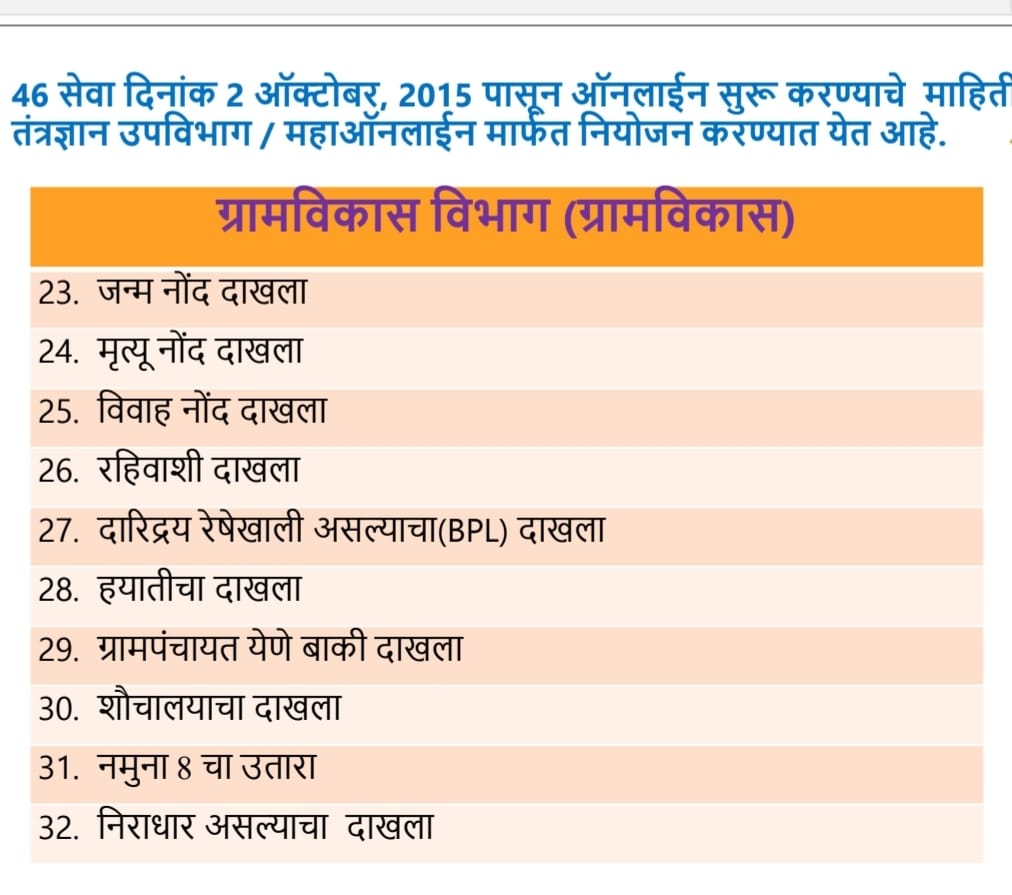 46 सेवा दिनांक 2 ऑक्टोबर, 2015 पासून ऑनलाईन सुरू करण्याचे माहिती
तंत्रज्ञान उपविभाग / महाऑनलाईन मार्फत नियोजन करण्यात येत आहे.
ग्रामविकास विभाग (ग्रामविकास)
23. जन्म नोंद दाखला
24. मृत्यू नोंद दाखला
25. विवाह नोंद दाखला
26. रहिवाशी दाखला
27. दारिद्रय रेषेखाली असल्याचा(BPL) दाखला
28. हयातीचा दाखला
29. ग्रामपंचायत येणे बाकी दाखला
30. शौचालयाचा दाखला
31. नमुना 8 चा उतारा
32. निराधार असल्याचा दाखला